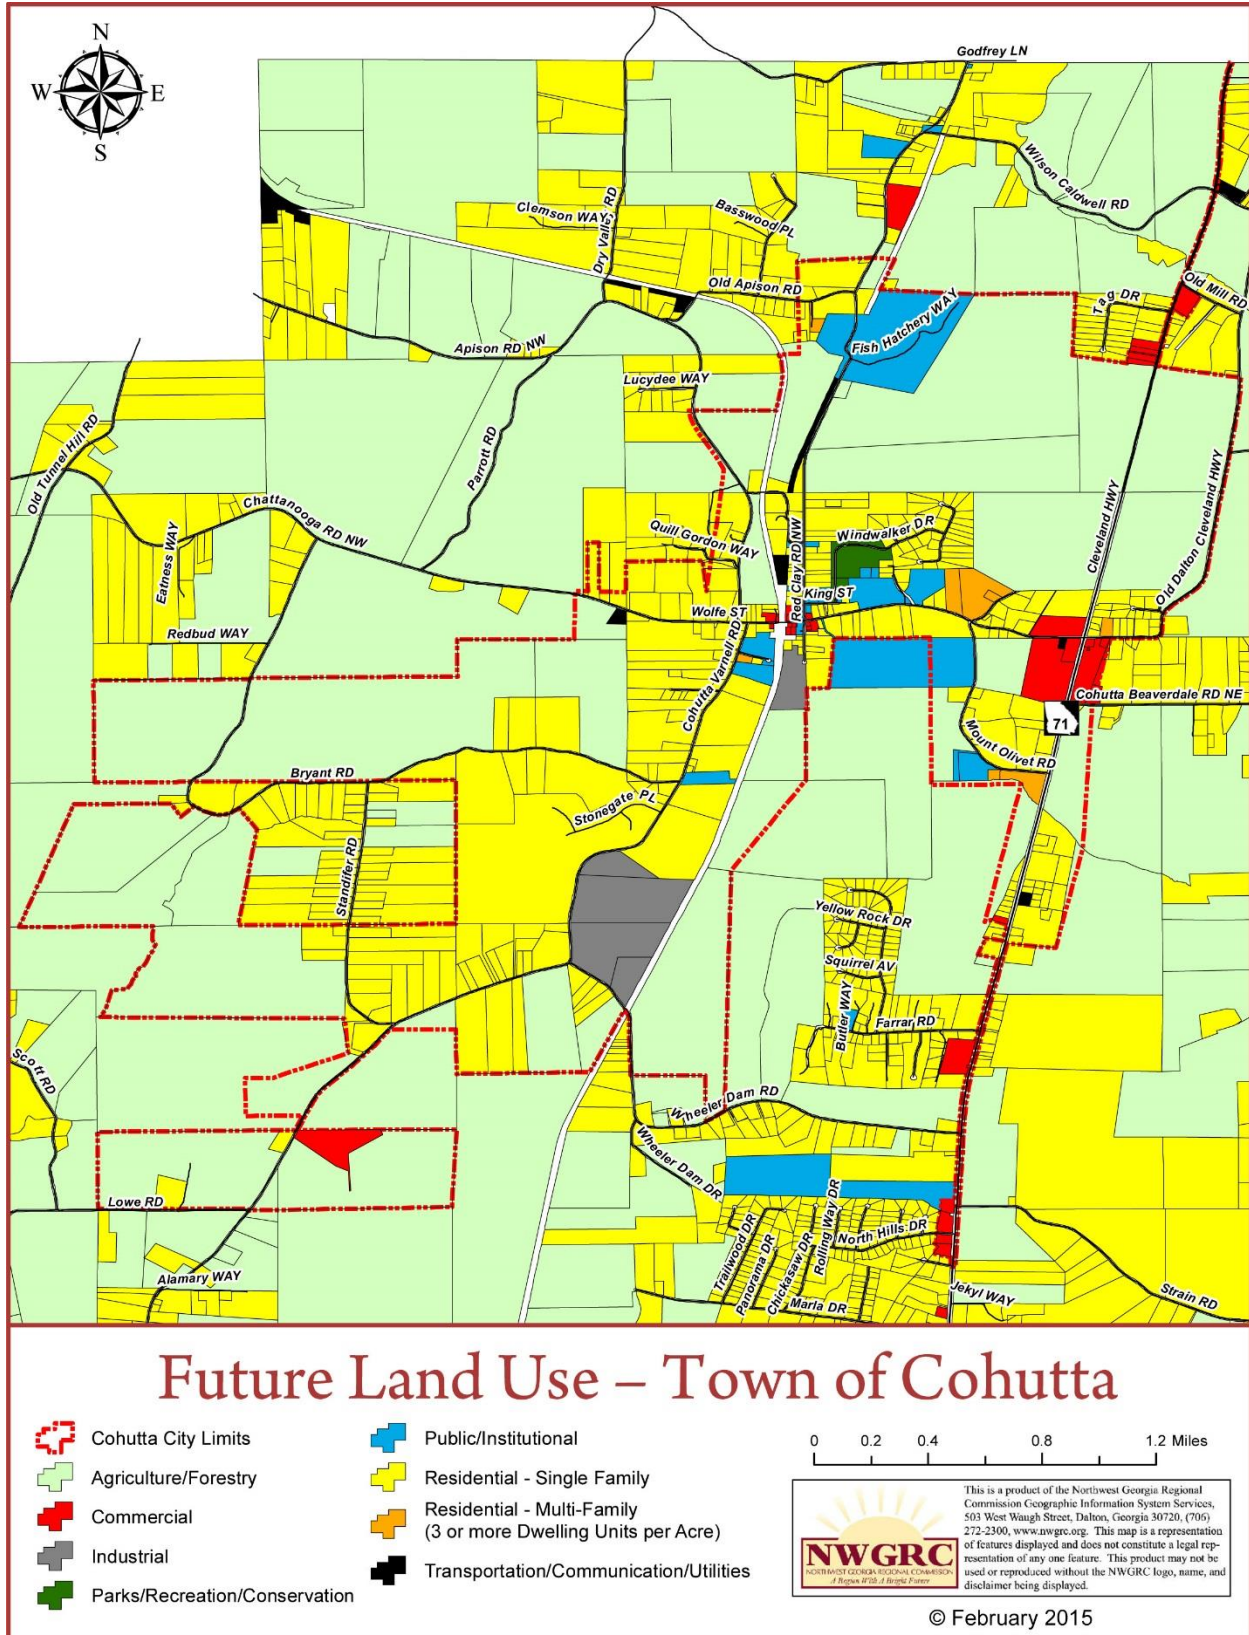 N
W
E
S
Godfrey LN
Wilson Caldwell RD
Clemson WAY
Dry Valley RD
Basswood PL
Old Apison RD
Old Mill RD
Tag DR
Fish Hatchery WAY
Apison RD NW
Lucydee WAY
Parrott RD
Old Tunnel Hill RD
Chattanooga RD NW
Eatness WAY
Quill Gordon WAY
Windwalker DR
Red Clay RD NW
Cleveland HWY
Old Dalton Cleveland HWY
King ST
Wolfe ST
Redbud WAY
Cohutta Varnell RD
Cohutta Beaverdale RD NE
71
Mount Olivet RD
Bryant RD
Stonegate PL
Standifer RD
Yellow Rock DR
Squirrel AV
Butler WAY
Farrar RD
Scott RD
Wheeler Dam RD
Wheeler Dam DR
Lowe RD
Trailwood DR
Panorama DR
Chickasaw DR
Rolling Way DR
North Hills DR
Alamary WAY
Marla DR
Jekyl WAY
Strain RD
Future Land Use – Town of Cohutta
Cohutta City Limits
Agriculture/Forestry
Commercial
Industrial
Parks/Recreation/Conservation
Public/Institutional
Residential - Single Family
Residential - Multi-Family
(3 or more Dwelling Units per Acre)
Transportation/Communication/Utilities
0 0.2 0.4 0.8 1.2 Miles
NWGRC
NORTHWEST GEORGIA REGIONAL COMMISSION
A Region With A Bright Future
This is a product of the Northwest Georgia Regional
Commission Geographic Information System Services,
503 West Waugh Street, Dalton, Georgia 30720, (706)
272-2300, www.nwgrc.org. This map is a representation
of features displayed and does not constitute a legal rep-
resentation of any one feature. This product may not be
used or reproduced without the NWGRC logo, name, and
disclaimer being displayed.
© February 2015